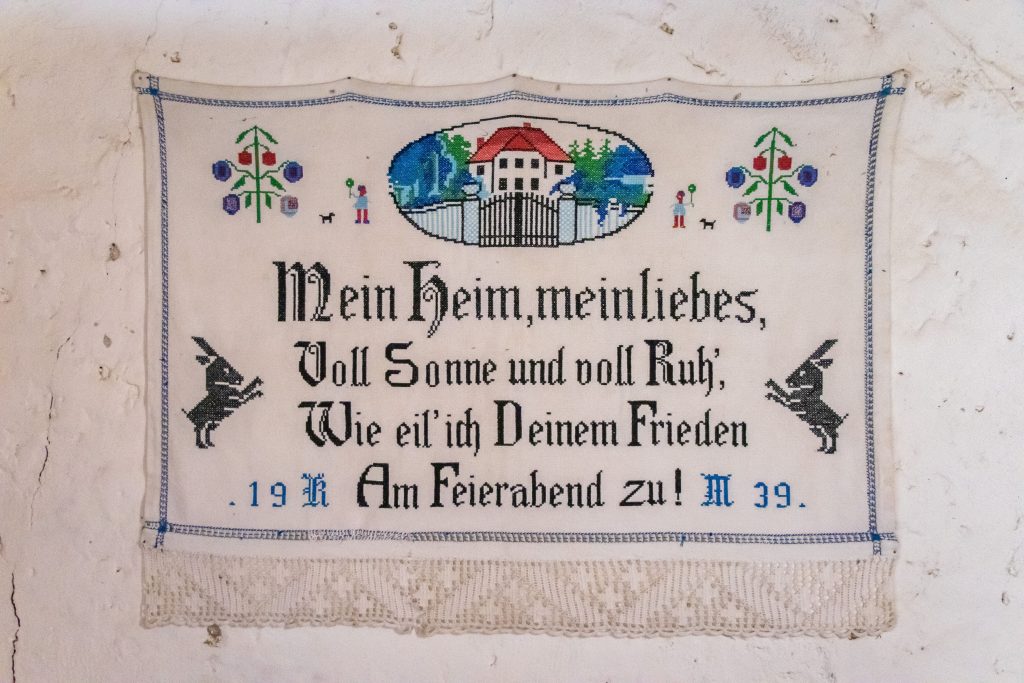 Mein Heim, mein liebes,
Voll Sonne und voll Ruh',
Wie eil' ich Deinem Frieden
. 19 K Am Feierabend zu! M 39.